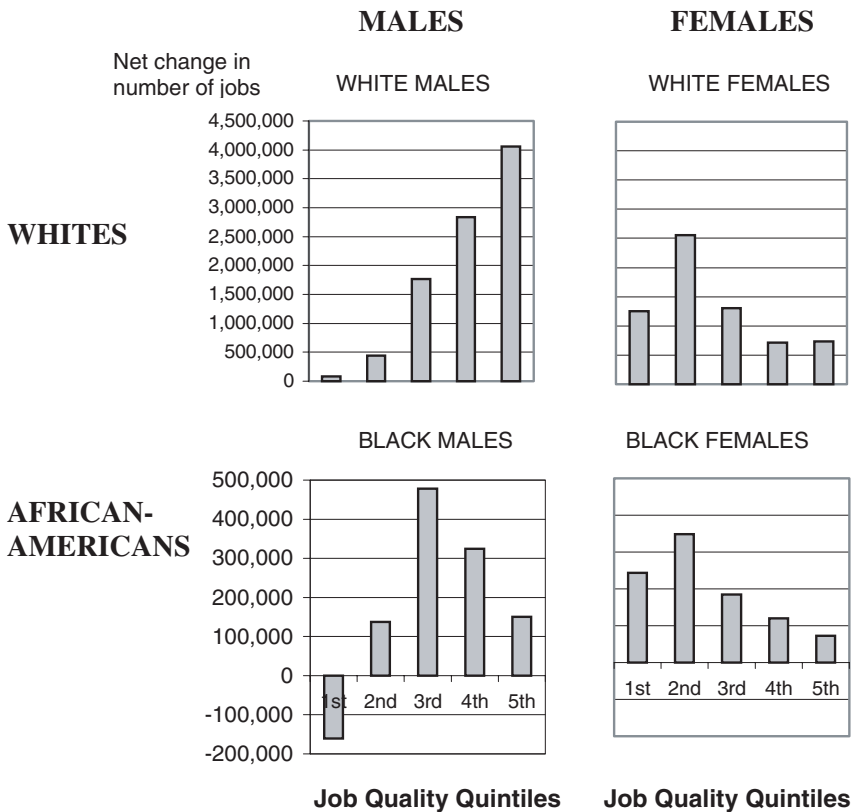 MALES FEMALES
Net change in
number of jobs
WHITE MALES WHITE FEMALES
4,500,000
4,000,000
3,500,000
3,000,000
2,500,000
2,000,000
1,500,000
1,000,000
500,000
0
WHITES
BLACK MALES BLACK FEMALES
AFRICAN-
AMERICANS
500,000
400,000
300,000
200,000
100,000
0
-100,000
-200,000
1st 2nd 3rd 4th 5th
1st 2nd 3rd 4th 5th
Job Quality Quintiles Job Quality Quintiles